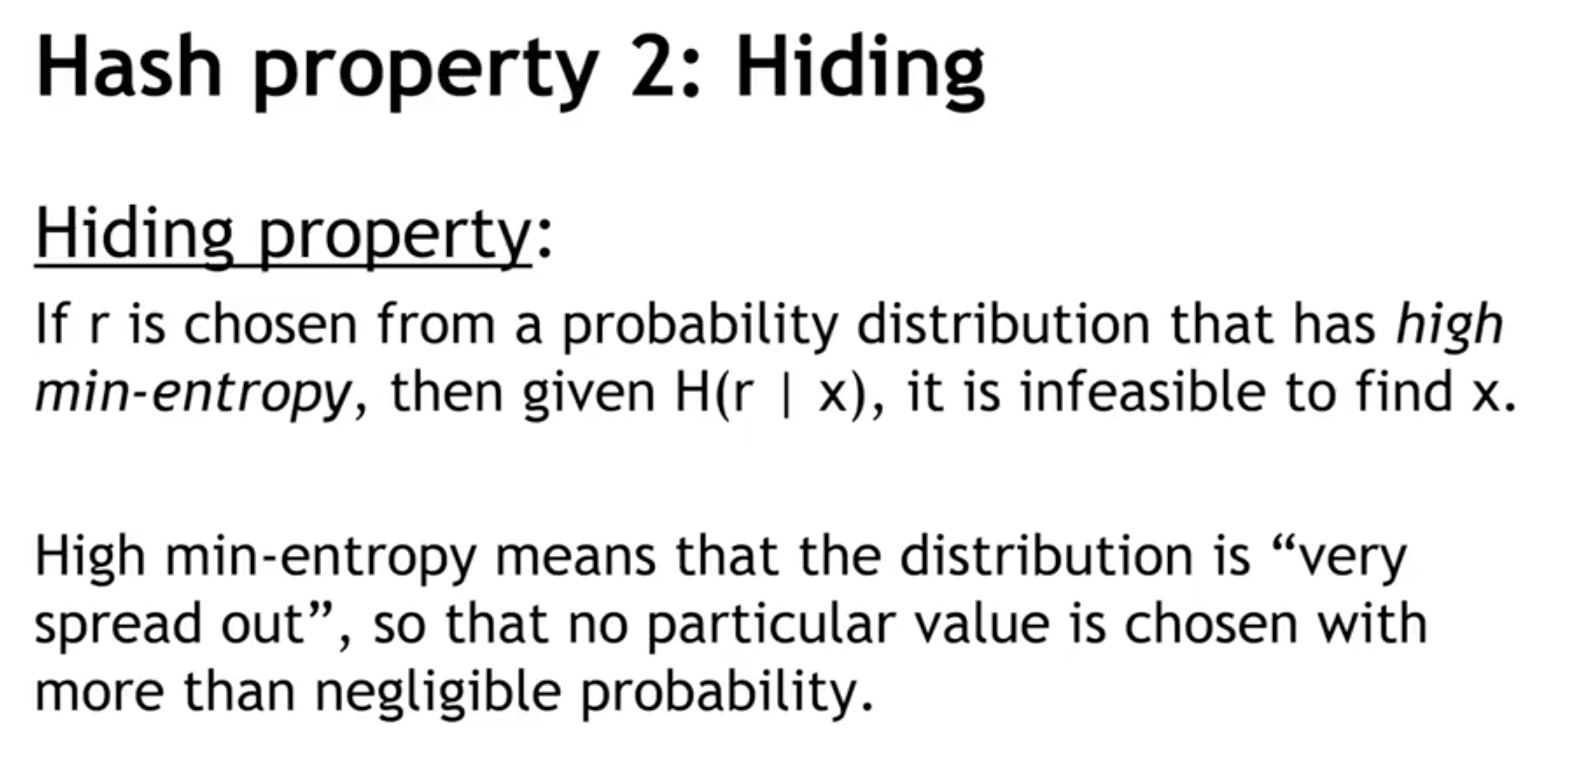 Hash property 2: Hiding
Hiding property:
If r is chosen from a probability distribution that has high
min-entropy, then given H(r | x), it is infeasible to find x.
High min-entropy means that the distribution is “very
spread out”, so that no particular value is chosen with
more than negligible probability.